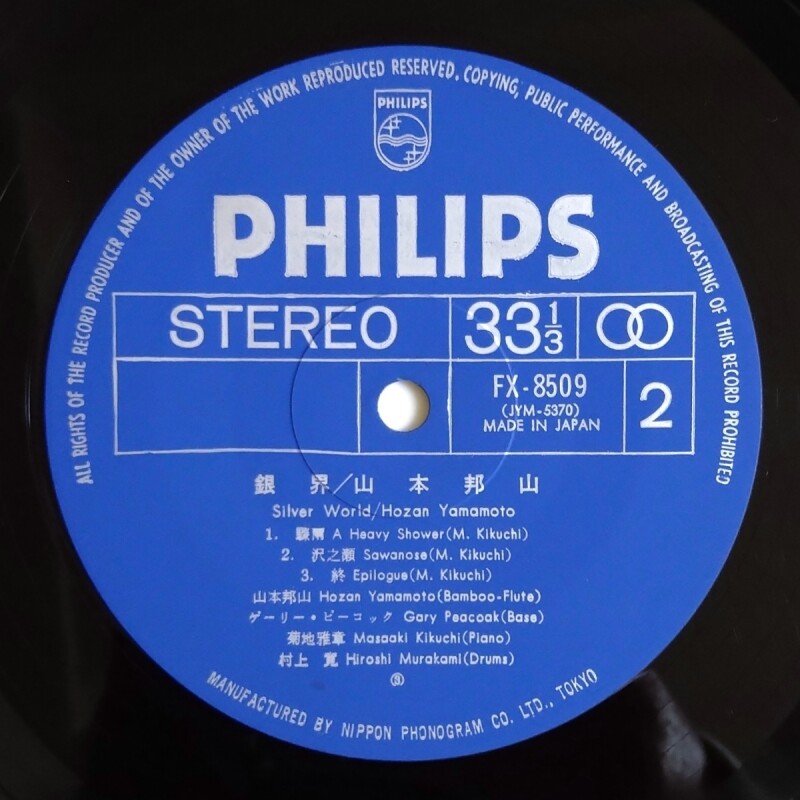 ALL RIGHTS OF THE RECORD PRODUCER AND OF THE OWNER OF THE WORK REPRODUCED RESERVED. COPYING, PUBLIC PERFORMANCE AND BROADCASTING OF THIS RECORD PROHIBITED
PHILIPS
PHILIPS
STEREO 33 1/3
FX-8509
(JYM-5370)
MADE IN JAPAN
2
銀界/山本邦山
Silver World/Hozan Yamamoto
1. 驟雨 A Heavy Shower(M. Kikuchi)
2. 沢之瀬 Sawanose(M. Kikuchi)
3. 終 Epilogue(M. Kikuchi)
山本邦山 Hozan Yamamoto(Bamboo-Flute)
ゲーリー・ピーコック Gary Peacoak(Base)
菊地雅章 Masaaki Kikuchi(Piano)
村上 寛 Hiroshi Murakami(Drums)
MANUFACTURED BY NIPPON PHONOGRAM CO. LTD., TOKYO